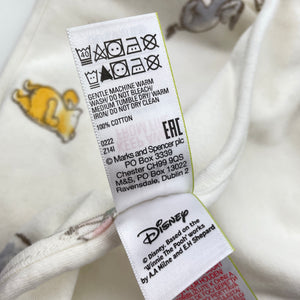 40
GENTLE MACHINE WARM
WASH/ DO NOT BLEACH/
MEDIUM TUMBLE DRY/ WARM
IRON/ DO NOT DRY CLEAN
100% COTTON
0222
2141
EAC
© Marks and Spencer plc
PO Box 3339
Chester CH99 9QS
M&S, PO Box 123
Ravensdale, Dublin 2
Disney
© Disney, Based on the
'Winnie The Pooh' works
by A.A Milne and E.H Shepard